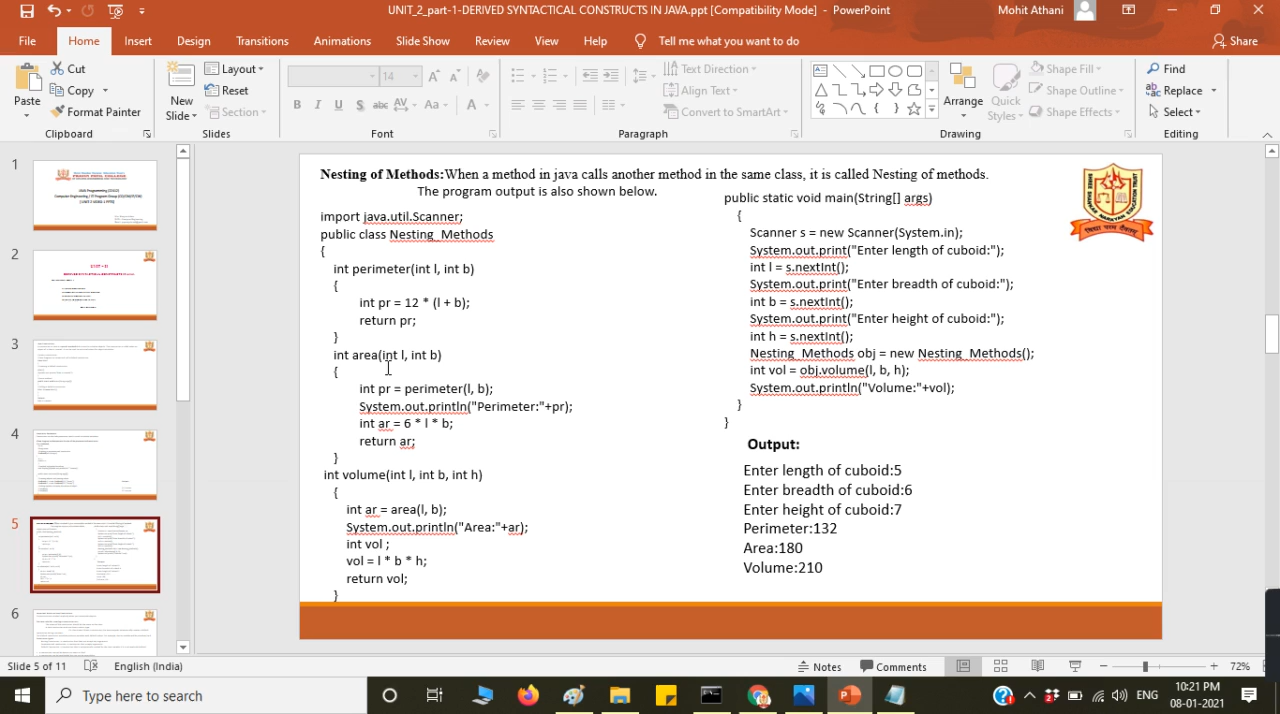 UNIT_2_part-1-DERIVED SYNTACTICAL CONSTRUCTS IN JAVA.ppt [Compatibility Mode] - PowerPoint
Mohit Athani
File Home Insert Design Transitions Animations Slide Show Review View Help Tell me what you want to do Share
Paste
Cut
Copy
Format Painter
Clipboard
New Slide
Layout
Reset
Section
Slides
14
Font
Text Direction
Align Text
Convert to SmartArt
Paragraph
Arrange
Quick Styles
Shape Fill
Shape Outline
Shape Effects
Drawing
Find
Replace
Select
Editing
1
2
3
4
5
6
Nesting of Methods:When a method in java calls another method in the same class, it is called Nesting of methods.
The program output is also shown below.
import java.util.Scanner;
public class Nesting_Methods
{
int perimeter(int l, int b)
int pr = 12 * (l + b);
return pr;
}
int area(int l, int b)
{
int pr = perimeter(l, b);
System.out.println("Perimeter:"+pr);
int ar = 6 * l * b;
return ar;
}
int volume(int l, int b, int h)
{
int ar = area(l, b);
System.out.println("Area:"+ar);
int vol ;
vol = l * b * h;
return vol;
}
public static void main(String[] args)
{
Scanner s = new Scanner(System.in);
System.out.print("Enter length of cuboid:");
int l = s.nextInt();
System.out.print("Enter breadth of cuboid:");
int b = s.nextInt();
System.out.print("Enter height of cuboid:");
int h = s.nextInt();
Nesting_Methods obj = new Nesting_Methods();
int vol = obj.volume(l, b, h);
System.out.println("Volume:"+vol);
}
}
Output:
Enter length of cuboid:5
Enter breadth of cuboid:6
Enter height of cuboid:7
Perimeter:132
Area:180
Volume:210
Slide 5 of 11 English (India) Notes Comments 72%
Type here to search
ENG
10:21 PM
08-01-2021